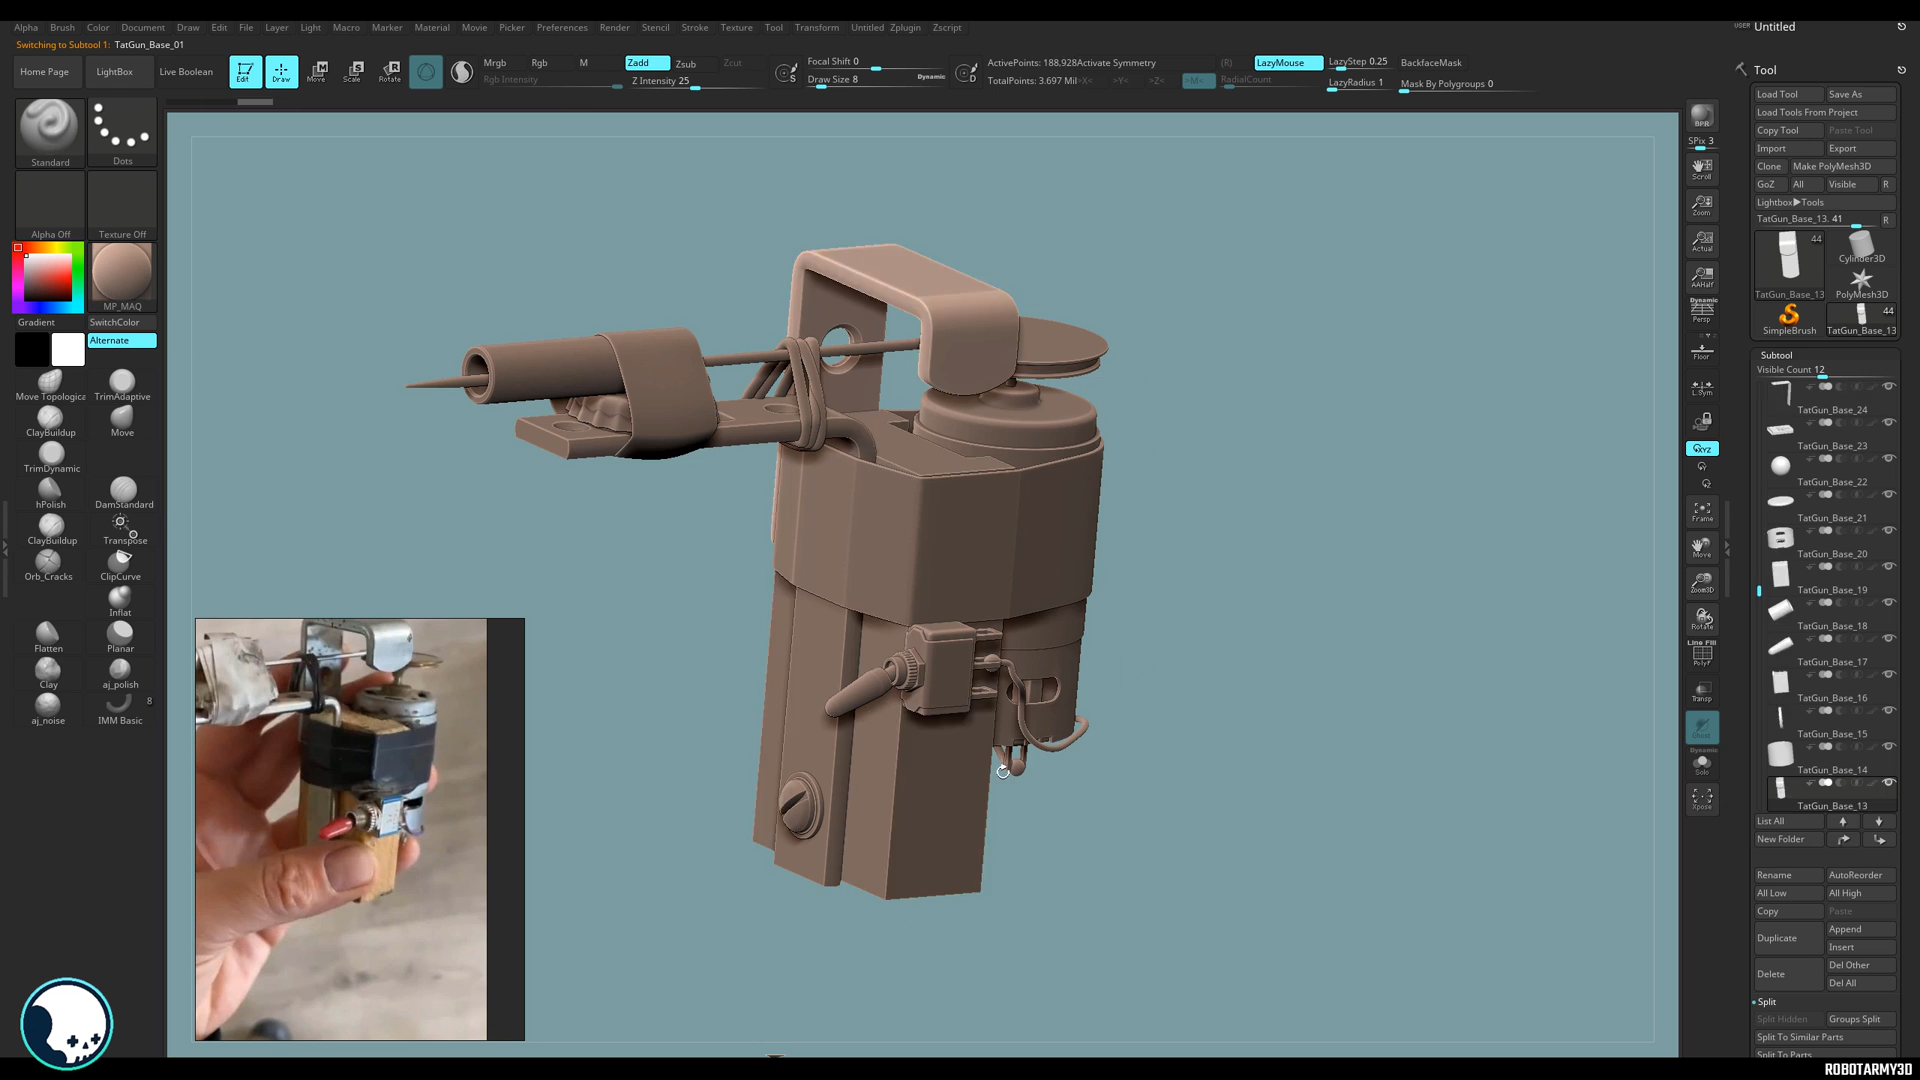 USER Untitled
Alpha Brush Color Document Draw Edit File Layer Light Macro Marker Material Movie Picker Preferences Render Stencil Stroke Texture Tool Transform Untitled Zplugin Zscript
Switching to Subtool 1: TatGun_Base_01
Home Page LightBox Live Boolean
Edit Draw Move Scale Rotate
Mrgb Rgb M
Rgb Intensity
Zadd Zsub Zcut
Z Intensity 25
Focal Shift 0
Draw Size 8 Dynamic
ActivePoints: 188,928 Activate Symmetry
TotalPoints: 3.697 Mil >X< >Y< >Z< >M<
(R)
RadialCount
LazyMouse LazyStep 0.25 BackfaceMask
LazyRadius 1 Mask By Polygroups 0
Standard Dots
Alpha Off Texture Off
MP_MAQ
Gradient SwitchColor
Alternate
Move Topologica TrimAdaptive
ClayBuildup Move
TrimDynamic
hPolish DamStandard
ClayBuildup Transpose
Orb_Cracks ClipCurve
Inflat
Flatten Planar
Clay aj_polish
8
aj_noise IMM Basic
BPR
SPix 3
Scroll
Zoom
Actual
AAHalf
Dynamic
Persp
Floor
L.Sym
XYZ
Frame
Move
Zoom3D
Rotate
Line Fill
PolyF
Transp
Ghost
Dynamic
Solo
Xpose
Tool
Load Tool Save As
Load Tools From Project
Copy Tool Paste Tool
Import Export
Clone Make PolyMesh3D
GoZ All Visible R
Lightbox▶Tools
TatGun_Base_13. 41 R
44
Cylinder3D
TatGun_Base_13 PolyMesh3D
44
SimpleBrush TatGun_Base_13
Subtool
Visible Count 12
TatGun_Base_24
TatGun_Base_23
TatGun_Base_22
TatGun_Base_21
TatGun_Base_20
TatGun_Base_19
TatGun_Base_18
TatGun_Base_17
TatGun_Base_16
TatGun_Base_15
TatGun_Base_14
TatGun_Base_13
List All
New Folder
Rename AutoReorder
All Low All High
Copy Paste
Duplicate Append
Insert
Delete Del Other
Del All
Split
Split Hidden Groups Split
Split To Similar Parts
Split To Parts
ROBOTARMY3D